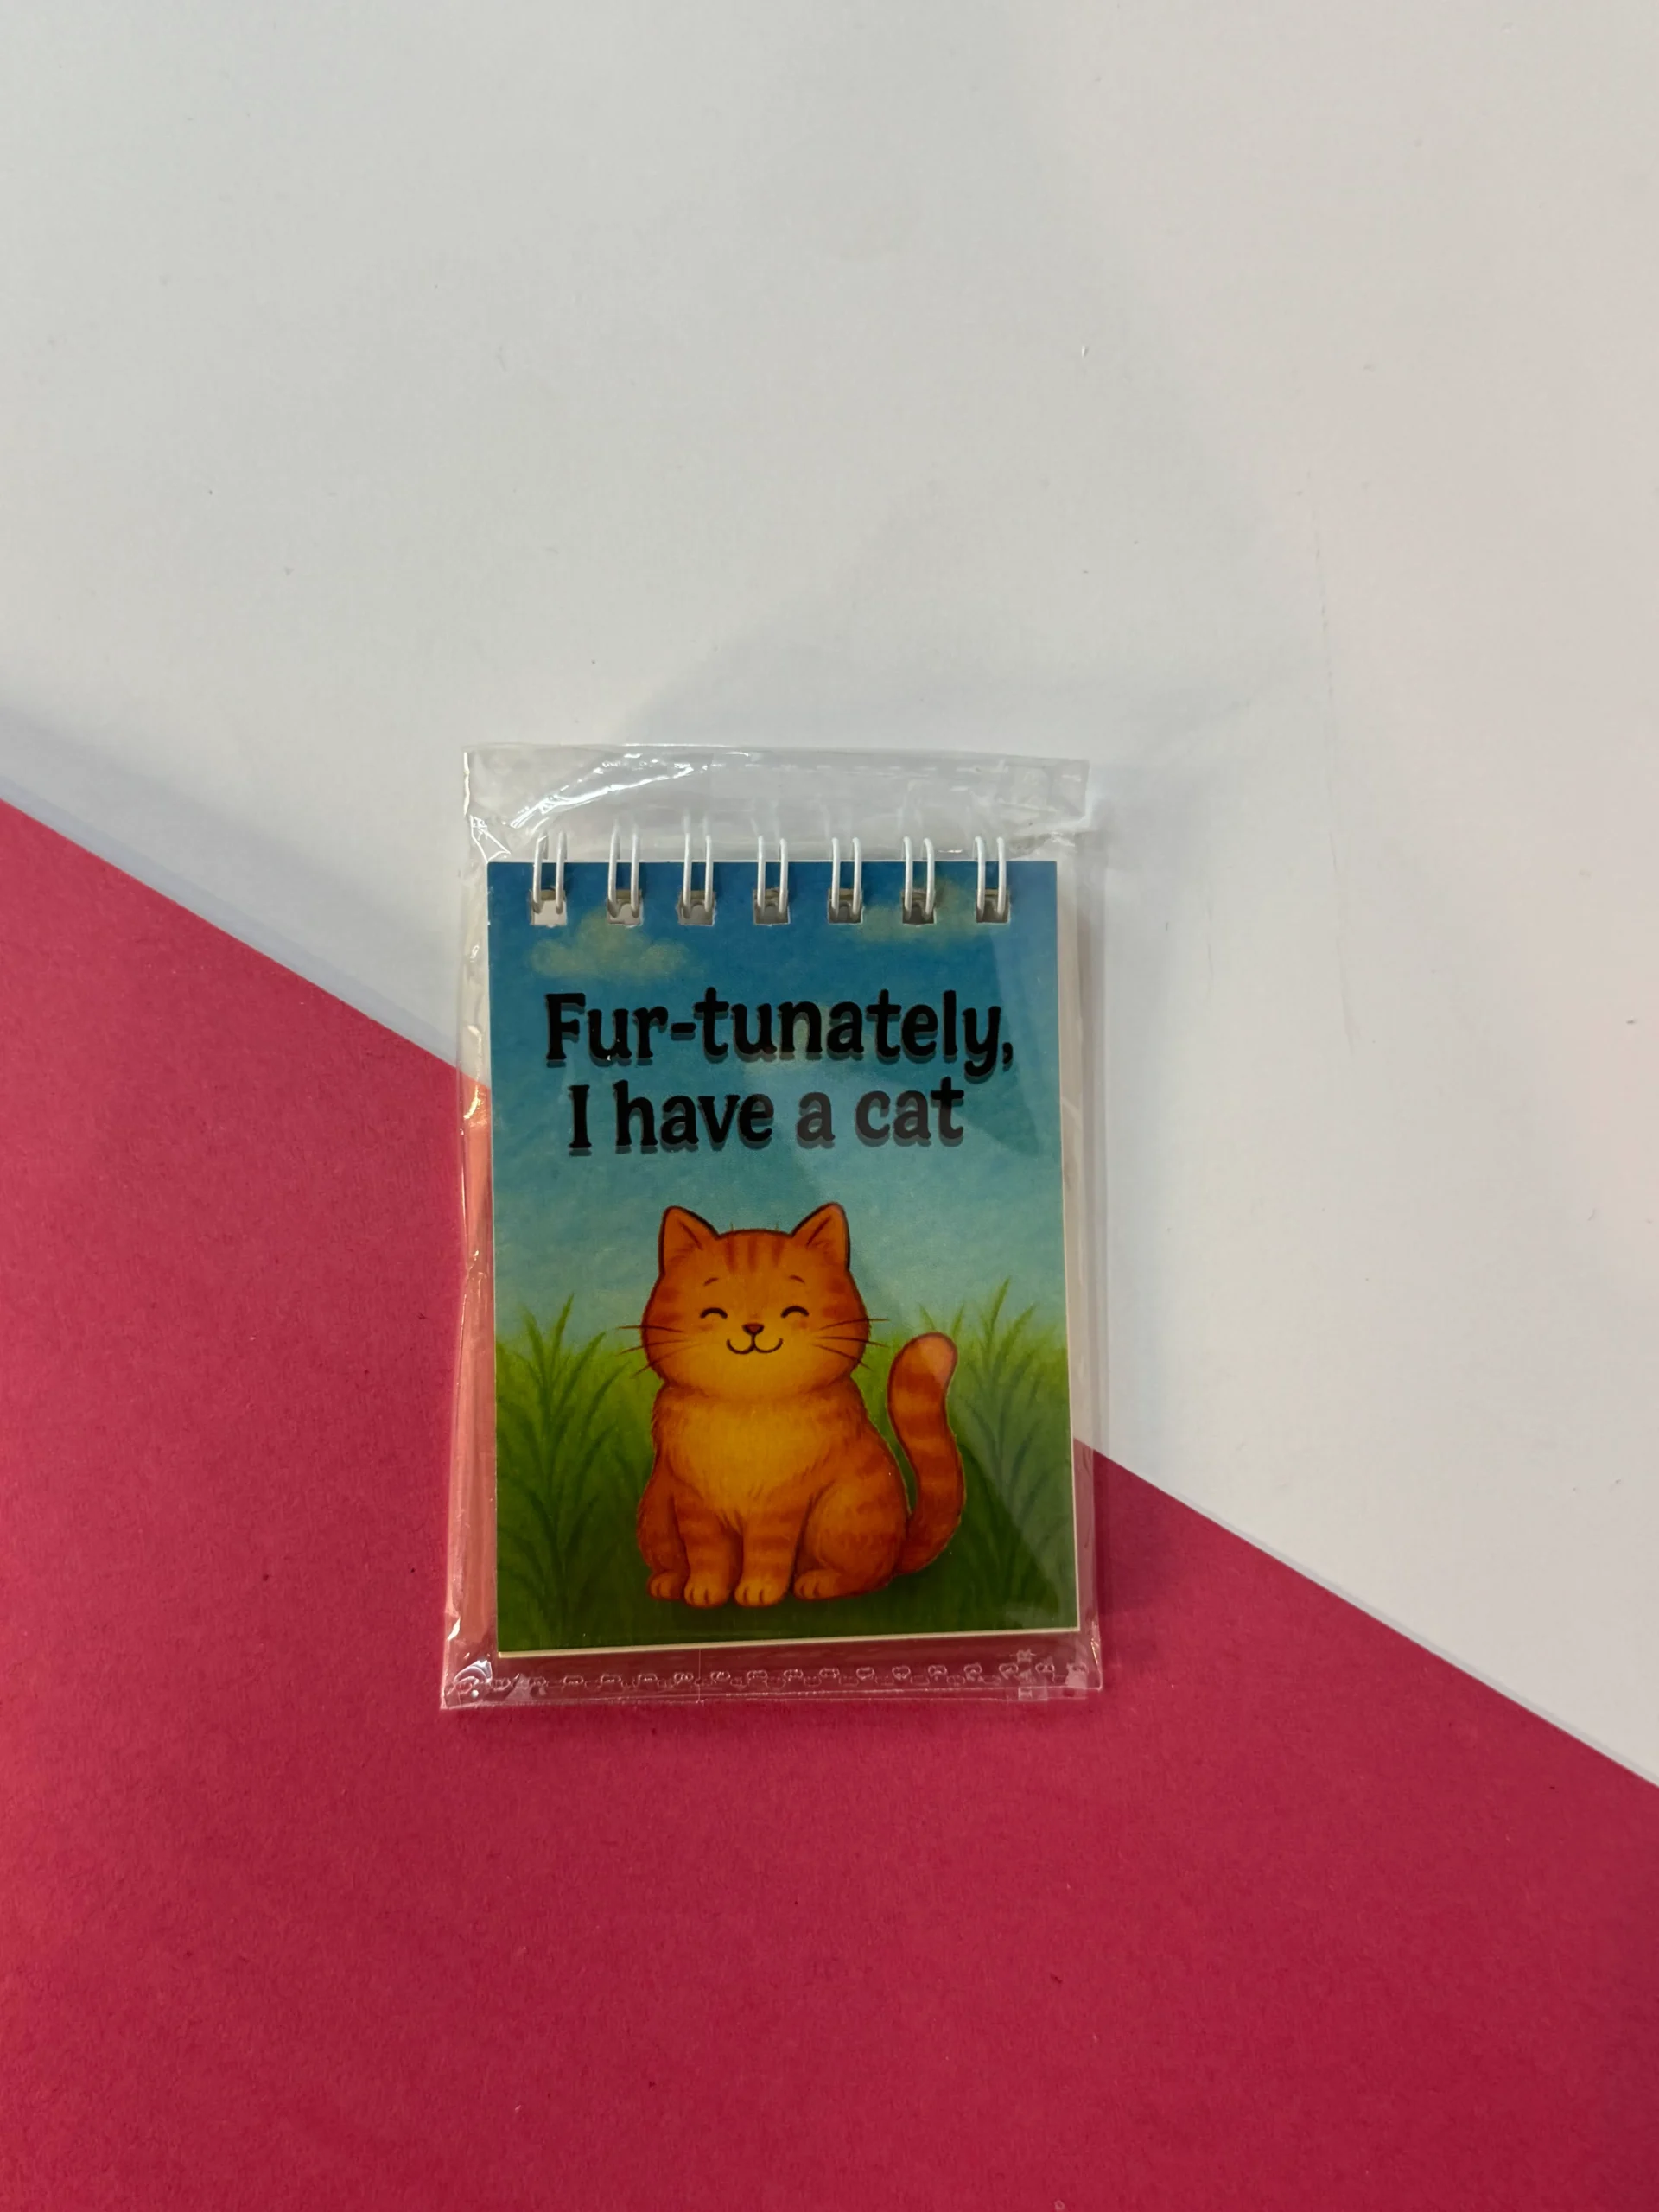 Fur-tunately,
I have a cat